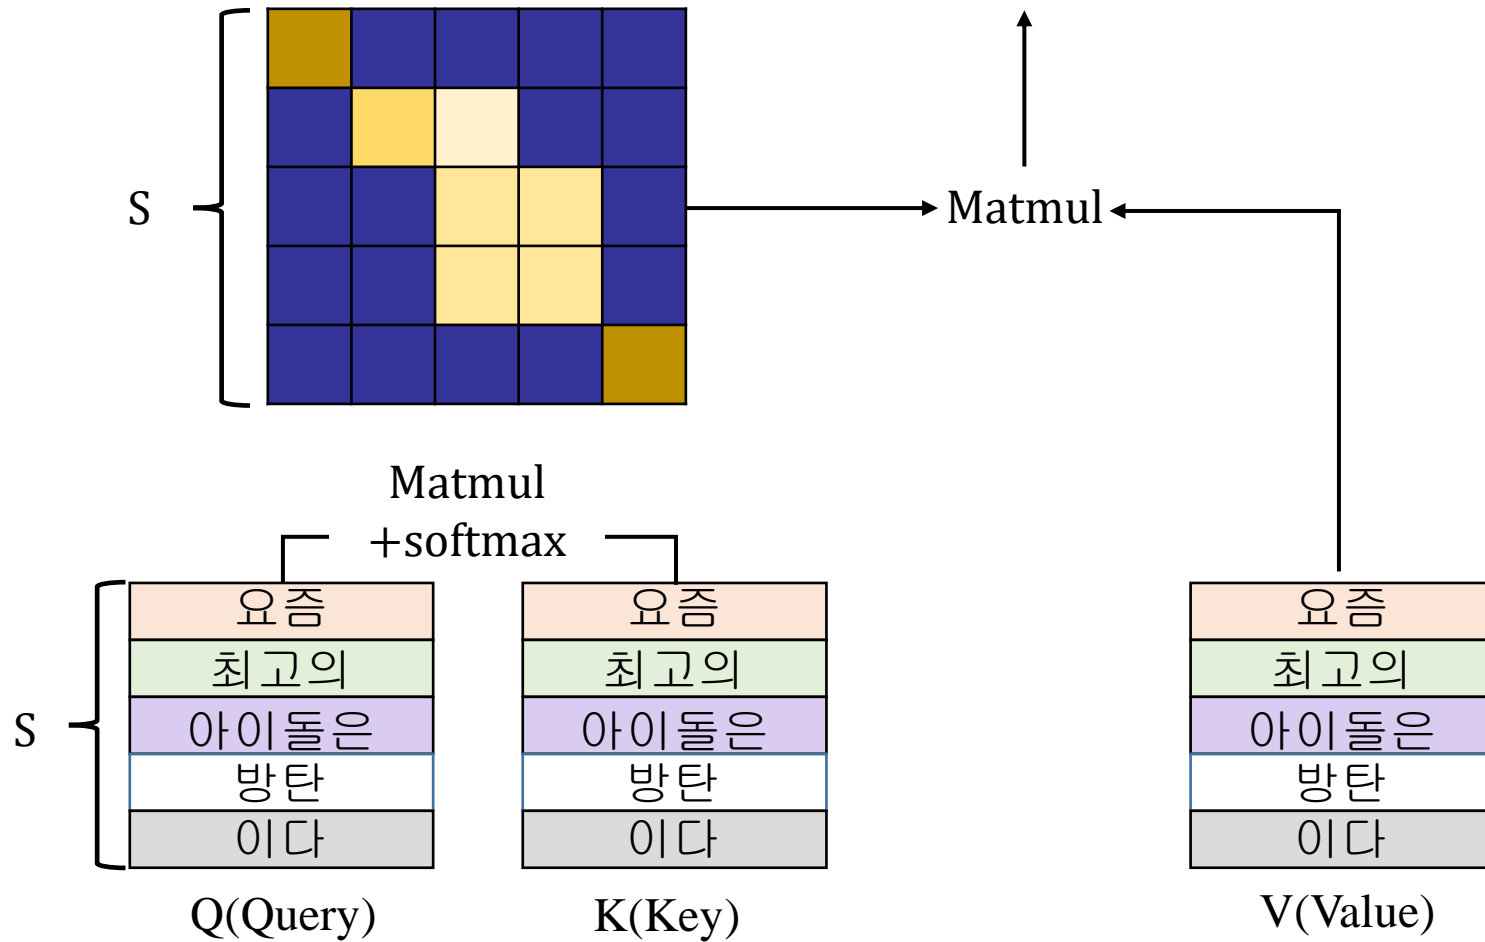 S
Matmul
Matmul
+softmax
S
요즘
최고의
아이돌은
방탄
이다
Q(Query)
요즘
최고의
아이돌은
방탄
이다
K(Key)
요즘
최고의
아이돌은
방탄
이다
V(Value)